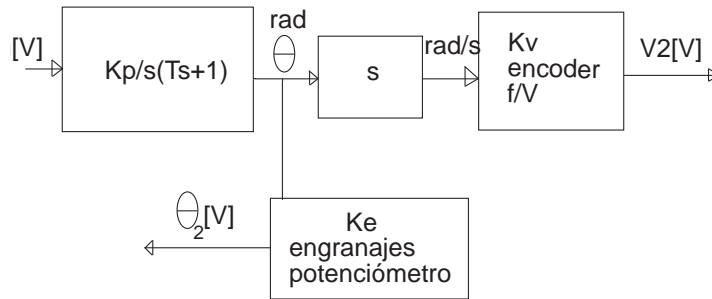 [V]
Kp/s(Ts+1)
rad
θ
s
rad/s
Kv
encoder
f/V
V2[V]
θ2[V]
Ke
engranajes
potenciómetro